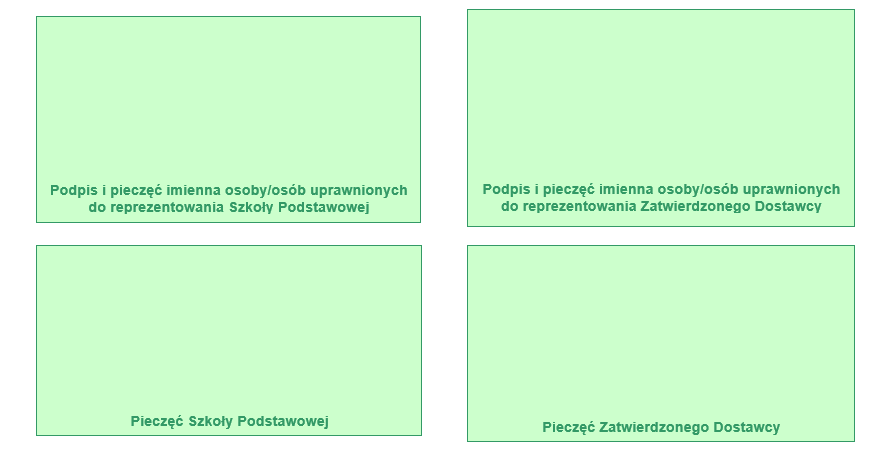 Podpis i pieczęć imienna osoby/osób uprawnionych
do reprezentowania Szkoły Podstawowej
Podpis i pieczęć imienna osoby/osób uprawnionych
do reprezentowania Zatwierdzonego Dostawcy
Pieczęć Szkoły Podstawowej
Pieczęć Zatwierdzonego Dostawcy